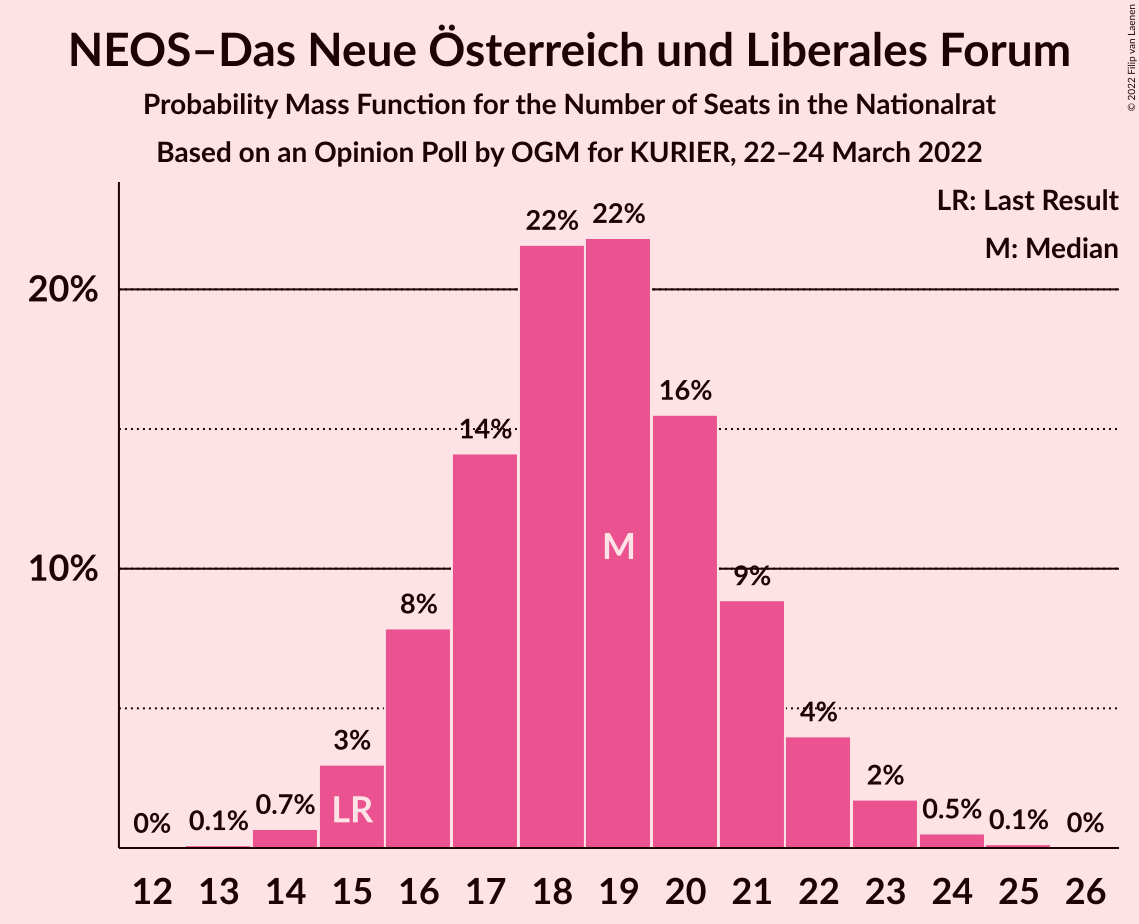 NEOS–Das Neue Österreich und Liberales Forum
Probability Mass Function for the Number of Seats in the Nationalrat
Based on an Opinion Poll by OGM for KURIER, 22–24 March 2022
© 2022 Filip van Laenen
LR: Last Result
M: Median
20%
10%
0%
0.1%
0.7%
3%
8%
14%
22%
22%
16%
9%
4%
2%
0.5%
0.1%
0%
LR
M
12 13 14 15 16 17 18 19 20 21 22 23 24 25 26